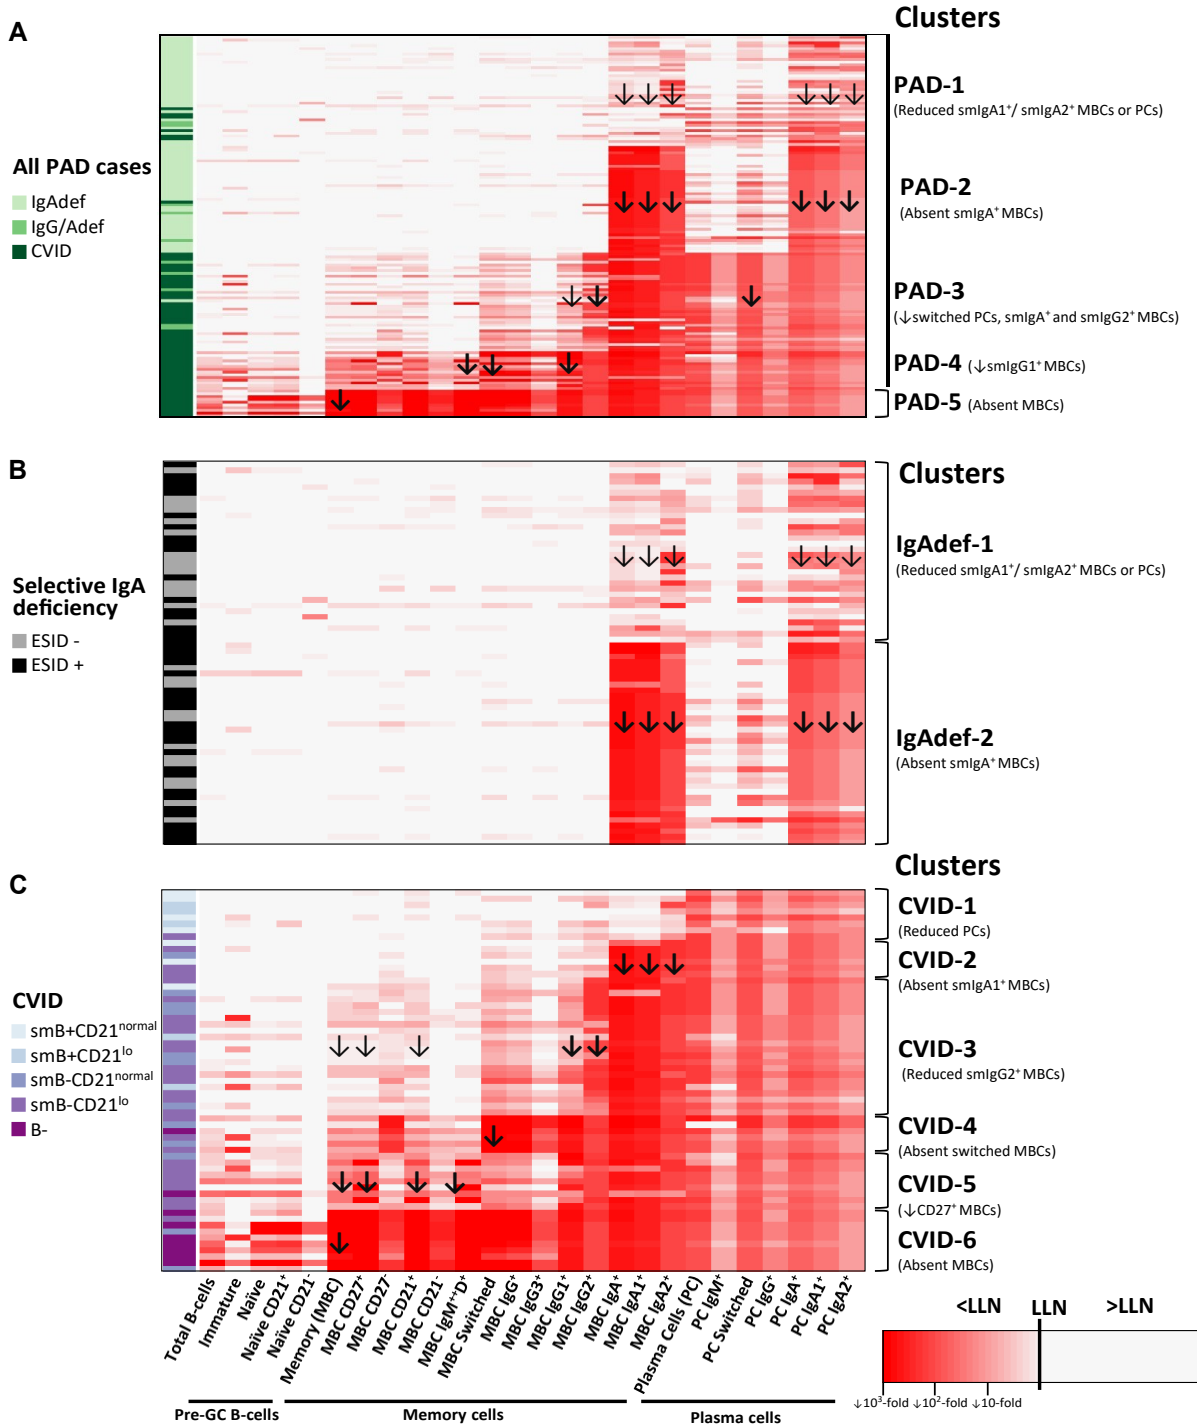 A
Clusters
PAD-1
(Reduced smIgA1⁺/ smIgA2⁺ MBCs or PCs)
All PAD cases
IgAdef
IgG/Adef
CVID
PAD-2
(Absent smIgA⁺ MBCs)
PAD-3
(↓switched PCs, smIgA⁺ and smIgG2⁺ MBCs)
PAD-4 (↓smIgG1⁺ MBCs)
PAD-5 (Absent MBCs)
B
Clusters
IgAdef-1
(Reduced smIgA1⁺/ smIgA2⁺ MBCs or PCs)
Selective IgA
deficiency
ESID -
ESID +
IgAdef-2
(Absent smIgA⁺ MBCs)
C
Clusters
CVID-1
(Reduced PCs)
CVID-2
(Absent smIgA1⁺ MBCs)
CVID
smB+CD21normal
smB+CD21lo
smB-CD21normal
smB-CD21lo
B-
CVID-3
(Reduced smIgG2⁺ MBCs)
CVID-4
(Absent switched MBCs)
CVID-5
(↓CD27⁺ MBCs)
CVID-6
(Absent MBCs)
Total B-cells
Immature
Naïve
Naïve CD21⁺
Naïve CD21⁻
Memory (MBC)
MBC CD27⁺
MBC CD27⁻
MBC CD21⁺
MBC CD21⁻
MBC IgM⁺⁺D⁺
MBC Switched
MBC IgG⁺
MBC IgG3⁺
MBC IgG1⁺
MBC IgG2⁺
MBC IgA⁺
MBC IgA1⁺
MBC IgA2⁺
Plasma Cells (PC)
PC IgM⁺
PC Switched
PC IgG⁺
PC IgA⁺
PC IgA1⁺
PC IgA2⁺
Pre-GC B-cells
Memory cells
Plasma cells
<LLN LLN >LLN
↓10³-fold ↓10²-fold ↓10-fold